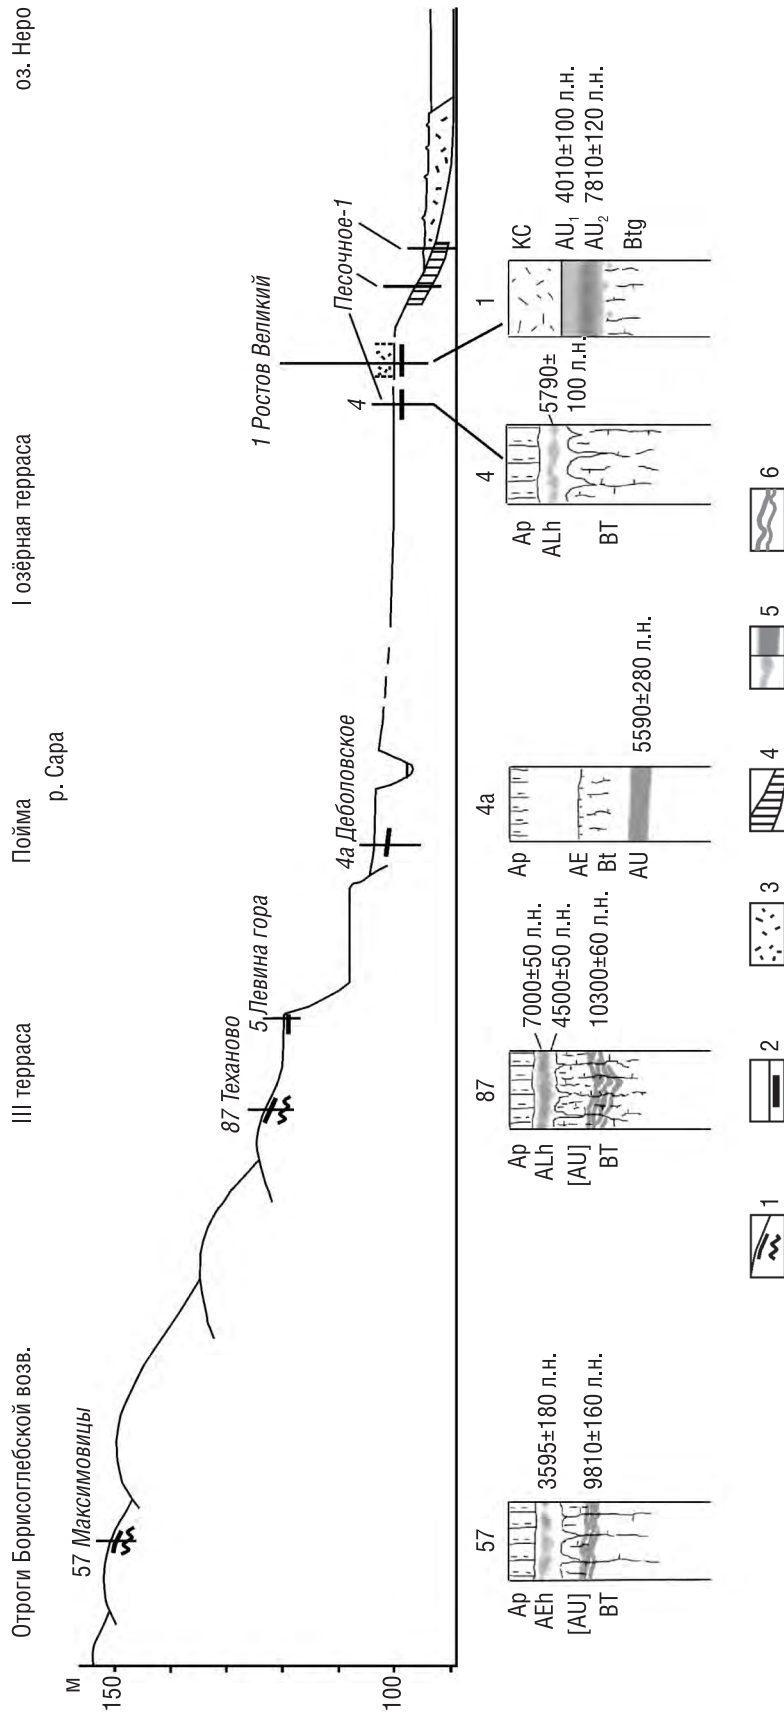 Отроги Борисоглебской возв.
III терраса
Пойма
р. Сара
I озёрная терраса
оз. Неро
м
150
100
57 Максимовицы
87 Теханово
5 Левина гора
4а Деболовское
4
1 Ростов Великий
Песочное-1
57
Ap
AEh
[AU]
BT
3595±180 л.н.
9810±160 л.н.
87
Ap
ALh
[AU]
BT
7000±50 л.н.
4500±50 л.н.
10300±60 л.н.
4а
Ap
AE
Bt
AU
5590±280 л.н.
4
Ap
ALh
BT
5790±
100 л.н.
1
КС
AU₁ 4010±100 л.н.
AU₂ 7810±120 л.н.
Btg
1
2
3
4
5
6